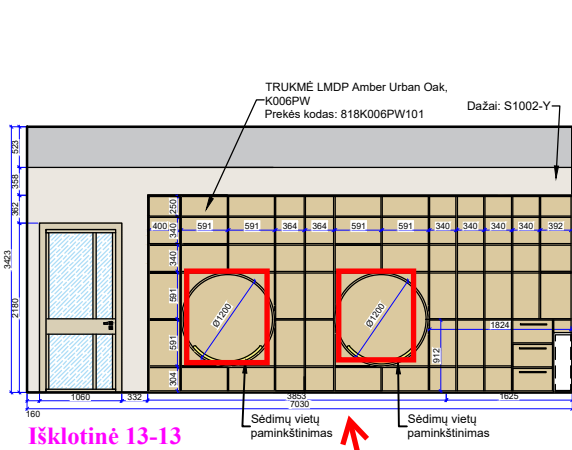 TRUKMĖ LMDP Amber Urban Oak,
K006PW
Prekės kodas: 818K006PW101
Dažai: S1002-Y
523
358
362
3423
2180
250
400 591 591 364 364 591 591 340 340 340 340 392
340
340
591
591
304
Ø1200
Ø1200
1824
912
1060 332 3853 1625
7030
160
Sėdimų vietų
paminkštinimas
Sėdimų vietų
paminkštinimas
Išklotinė 13-13